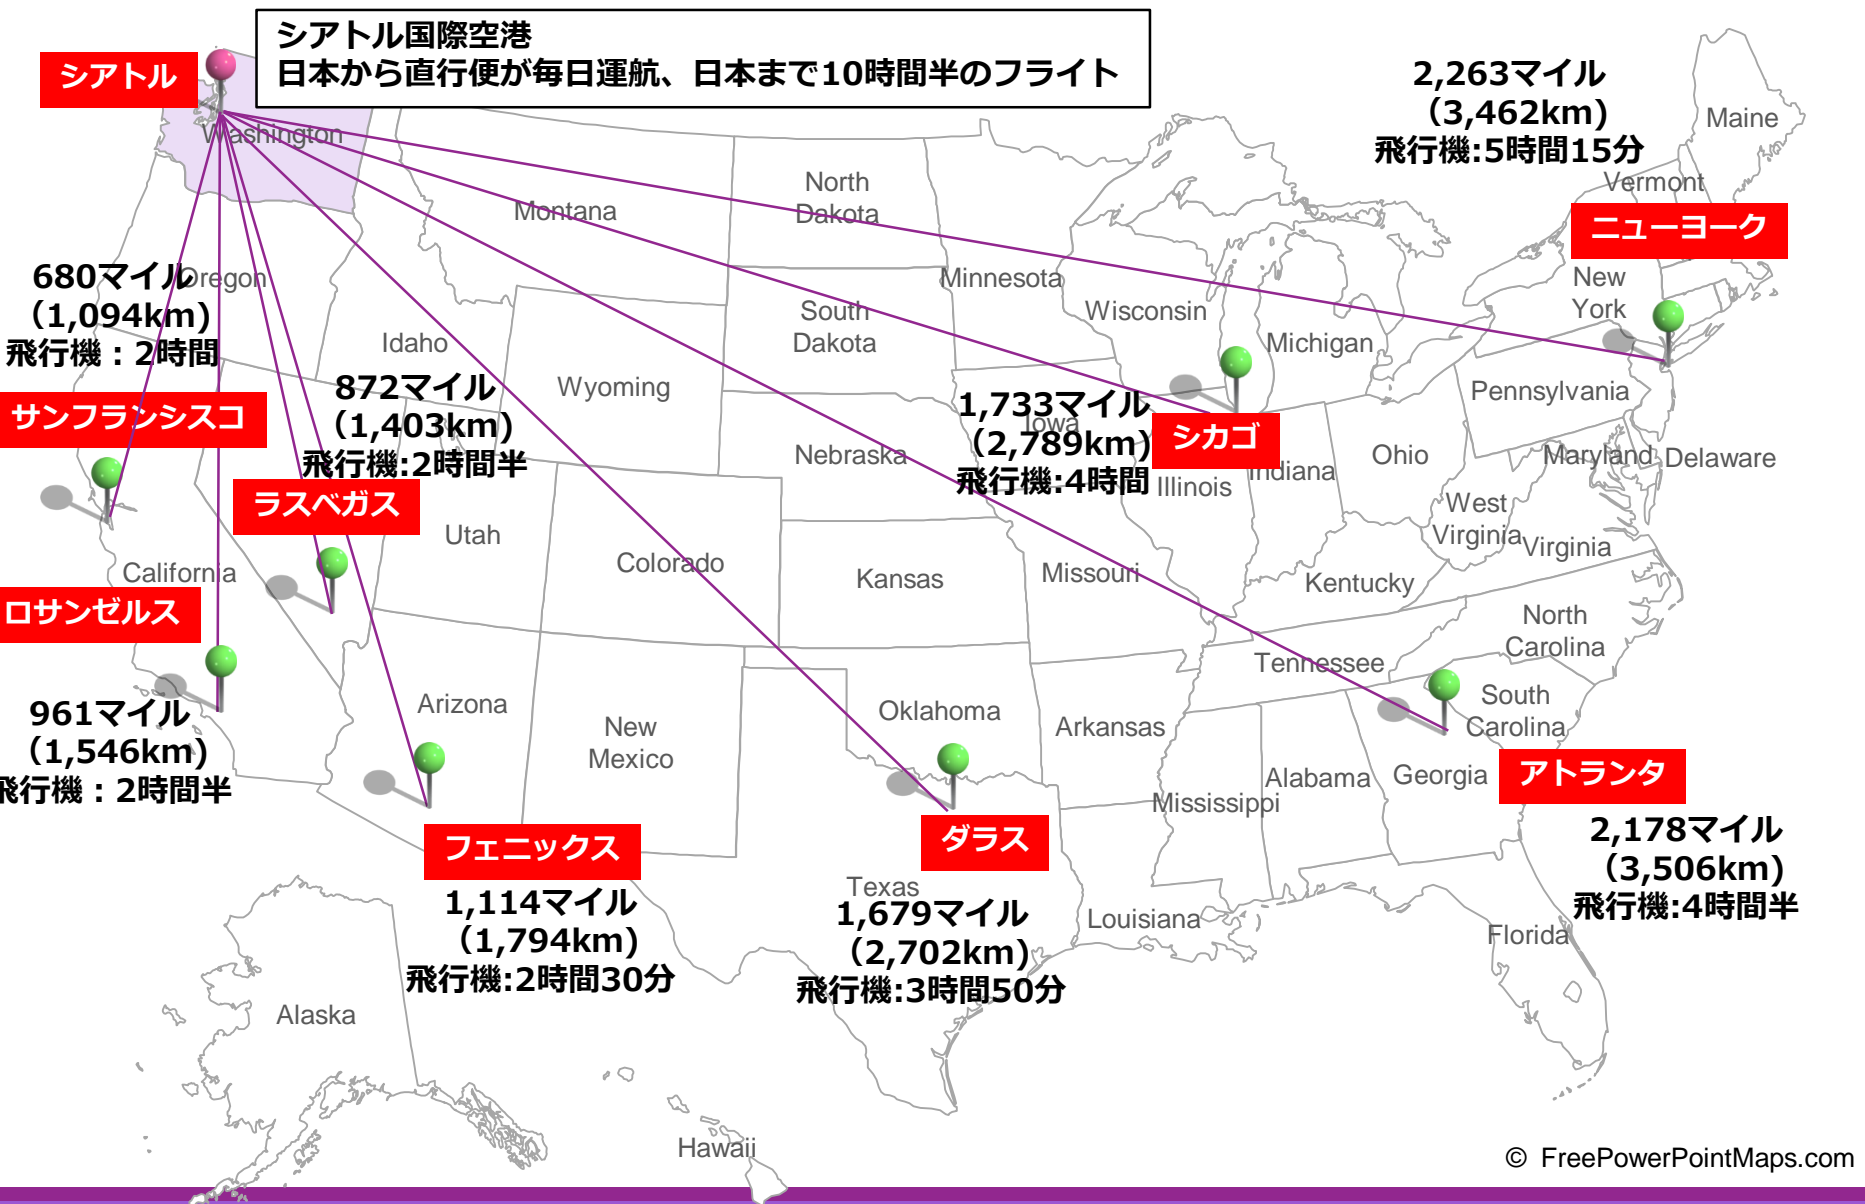 シアトル国際空港
日本から直行便が毎日運航、日本まで10時間半のフライト
シアトル
Washington
2,263マイル
（3,462km）
飛行機:5時間15分
Maine
Vermont
ニューヨーク
New
York
North
Dakota
Montana
Minnesota
Oregon
680マイル
（1,094km）
飛行機：2時間
サンフランシスコ
Idaho
South
Dakota
Wisconsin
Michigan
Wyoming
872マイル
（1,403km）
飛行機:2時間半
ラスベガス
1,733マイル
（2,789km）
飛行機:4時間
Iowa
シカゴ
Pennsylvania
Nebraska
Illinois
Indiana
Ohio
Maryland
Delaware
West
Virginia
Virginia
Utah
Colorado
Kansas
Missouri
Kentucky
California
ロサンゼルス
961マイル
（1,546km）
飛行機：2時間半
North
Carolina
Tennessee
South
Carolina
Arizona
New
Mexico
Oklahoma
Arkansas
Mississippi
Alabama
Georgia
アトランタ
2,178マイル
（3,506km）
飛行機:4時間半
フェニックス
1,114マイル
（1,794km）
飛行機:2時間30分
ダラス
Texas
1,679マイル
（2,702km）
飛行機:3時間50分
Louisiana
Florida
Alaska
Hawaii
© FreePowerPointMaps.com